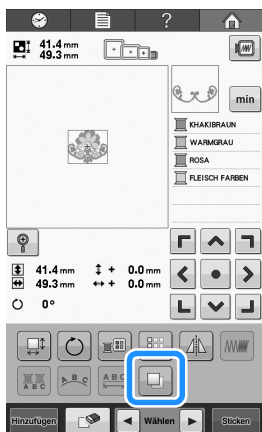 ?
41.4 mm
49.3 mm
min
KHAKIBRAUN
WARMGRAU
ROSA
FLEISCH FARBEN
41.4 mm + 0.0 mm
49.3 mm + 0.0 mm
0°
A B C
A B C
A B C
Hinzufügen
Wählen
Sticken